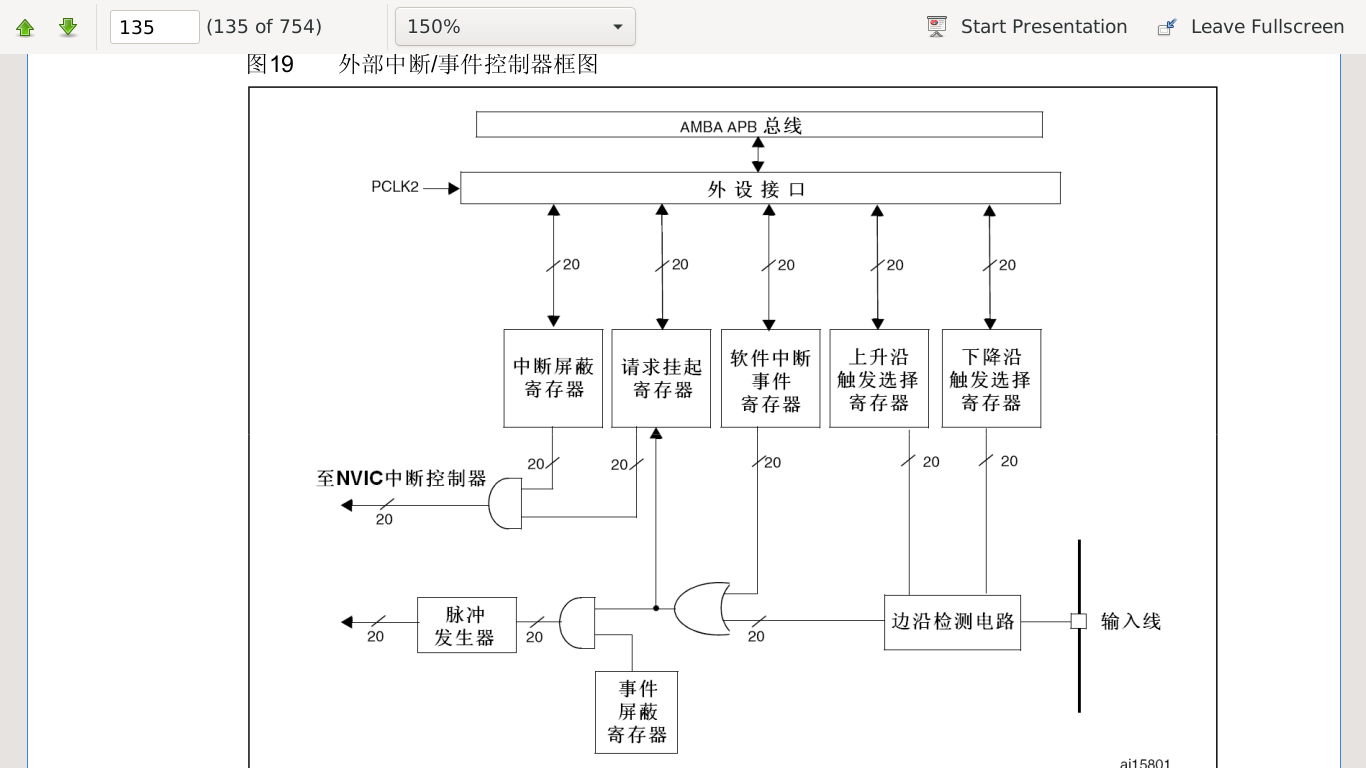 135
(135 of 754)
150%
Start Presentation
Leave Fullscreen
图19 外部中断/事件控制器框图
AMBA APB 总线
PCLK2
外设接口
20
20
20
20
20
中断屏蔽
寄存器
请求挂起
寄存器
软件中断
事件
寄存器
上升沿
触发选择
寄存器
下降沿
触发选择
寄存器
20
20
20
20
20
至NVIC中断控制器
20
脉冲
发生器
20
20
20
边沿检测电路
输入线
事件
屏蔽
寄存器
ai15801